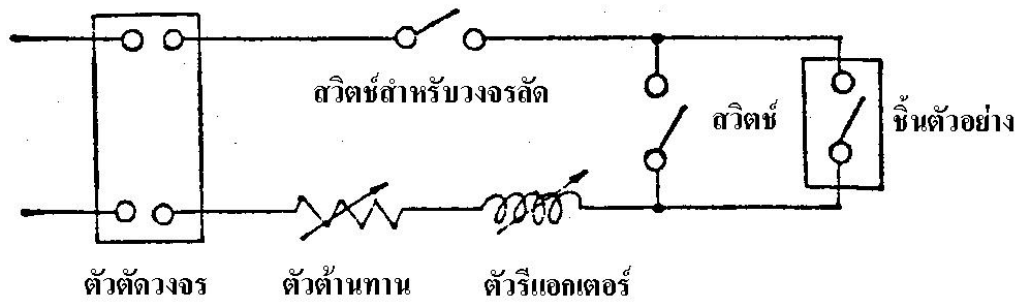 สวิตช์สำหรับวงจรลัด
สวิตช์
ชิ้นตัวอย่าง
ตัวตัดวงจร
ตัวต้านทาน
ตัวรีแอกเตอร์